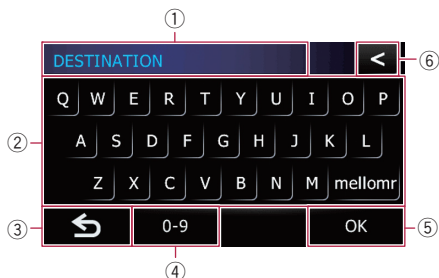 ①
DESTINATION
<
⑥
Q W E R T Y U I O P
②
A S D F G H J K L
Z X C V B N M mellomr
③
0-9
OK
⑤
④